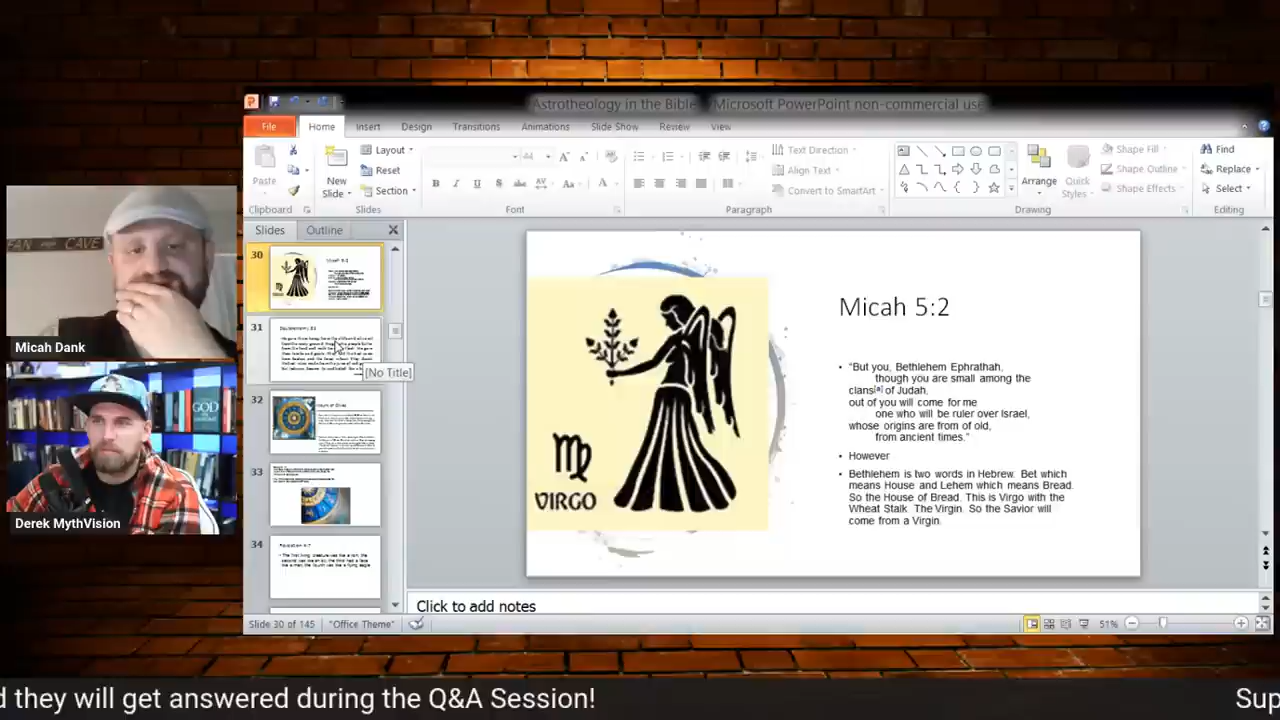 Astrotheology in the Bible Microsoft PowerPoint non-commercial use
File Home Insert Design Transitions Animations Slide Show Review View
Paste
New
Slide
Layout
Reset
Section
Text Direction
Align Text
Convert to SmartArt
Arrange
Quick
Styles
Shape Fill
Shape Outline
Shape Effects
Find
Replace
Select
Clipboard Slides Font Paragraph Drawing Editing
Slides Outline
30
Micah 5:2
31
[No Title]
32
33
34
FAN CAVE
Micah Dank
GOD
Derek MythVision
VIRGO
Micah 5:2
• “But you, Bethlehem Ephrathah,
though you are small among the
clans[a] of Judah,
out of you will come for me
one who will be ruler over Israel,
whose origins are from of old,
from ancient times.”
• However
• Bethlehem is two words in Hebrew. Bet which
means House and Lehem which means Bread.
So the House of Bread. This is Virgo with the
Wheat Stalk. The Virgin. So the Savior will
come from a Virgin.
Click to add notes
Slide 30 of 145 "Office Theme" 51%
d they will get answered during the Q&A Session! Sup